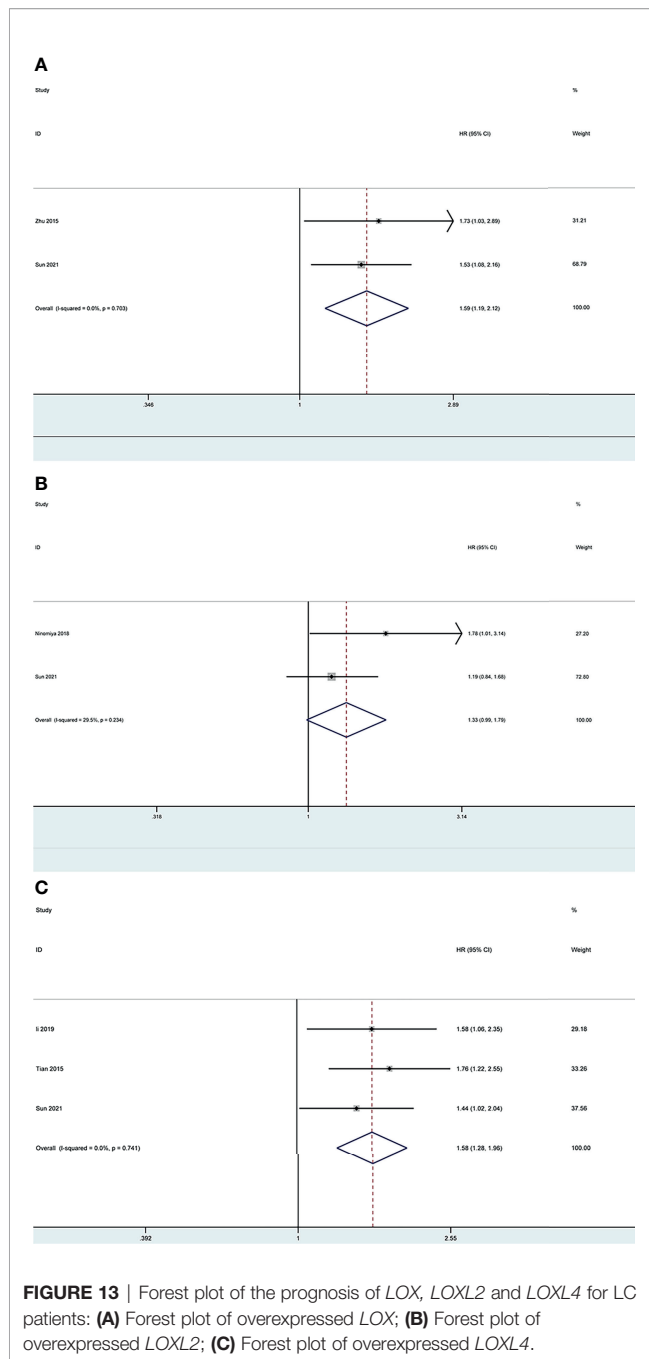 A
Study %
ID HR (95% CI) Weight
Zhu 2015 1.73 (1.03, 2.89) 31.21
Sun 2021 1.53 (1.08, 2.16) 68.79
Overall (I-squared = 0.0%, p = 0.703) 1.59 (1.19, 2.12) 100.00
.346 1 2.89
B
Study %
ID HR (95% CI) Weight
Ninomiya 2018 1.78 (1.01, 3.14) 27.20
Sun 2021 1.19 (0.84, 1.68) 72.80
Overall (I-squared = 29.5%, p = 0.234) 1.33 (0.99, 1.79) 100.00
.318 1 3.14
C
Study %
ID HR (95% CI) Weight
li 2019 1.58 (1.06, 2.35) 29.18
Tian 2015 1.76 (1.22, 2.55) 33.26
Sun 2021 1.44 (1.02, 2.04) 37.56
Overall (I-squared = 0.0%, p = 0.741) 1.58 (1.28, 1.96) 100.00
.392 1 2.55
FIGURE 13 | Forest plot of the prognosis of LOX, LOXL2 and LOXL4 for LC
patients: (A) Forest plot of overexpressed LOX; (B) Forest plot of
overexpressed LOXL2; (C) Forest plot of overexpressed LOXL4.